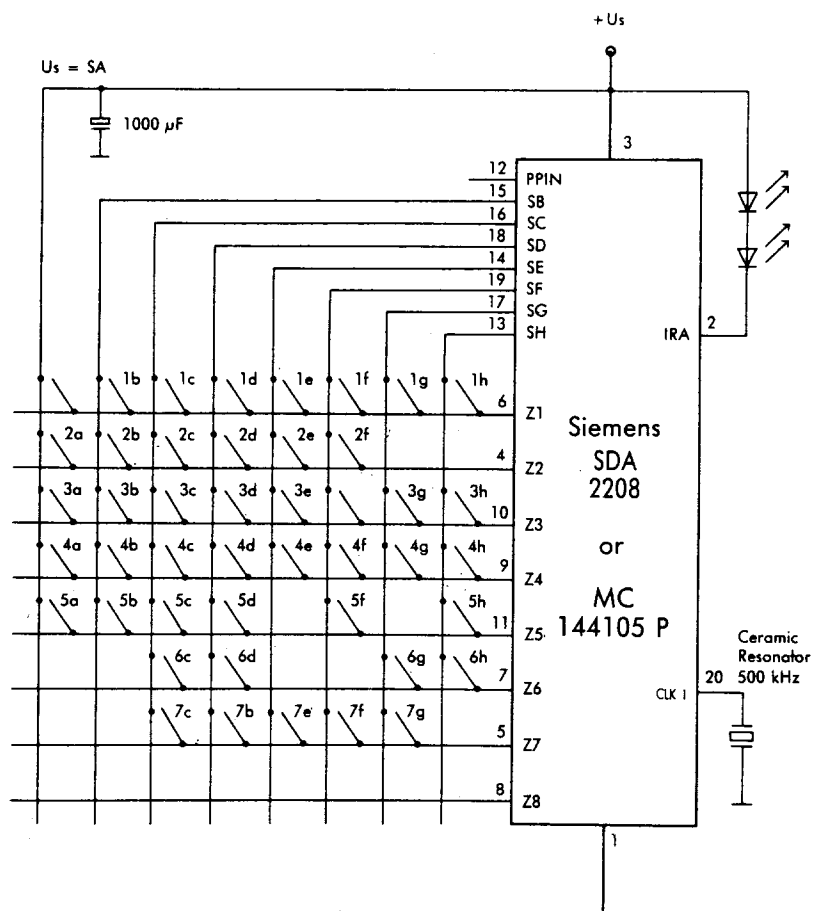 + Us
Us = SA
1000 µF
3
12 PPIN
15 SB
16 SC
18 SD
14 SE
19 SF
17 SG
13 SH
IRA 2
1b 1c 1d 1e 1f 1g 1h
6 Z1
2a 2b 2c 2d 2e 2f
4 Z2
3a 3b 3c 3d 3e 3g 3h
10 Z3
4a 4b 4c 4d 4e 4f 4g 4h
9 Z4
5a 5b 5c 5d 5f 5h
11 Z5
6c 6d 6g 6h
7 Z6
7c 7b 7e 7f 7g
5 Z7
8 Z8
Siemens
SDA
2208
or
MC
144105 P
Ceramic
Resonator
20 500 kHz
CLK I
1